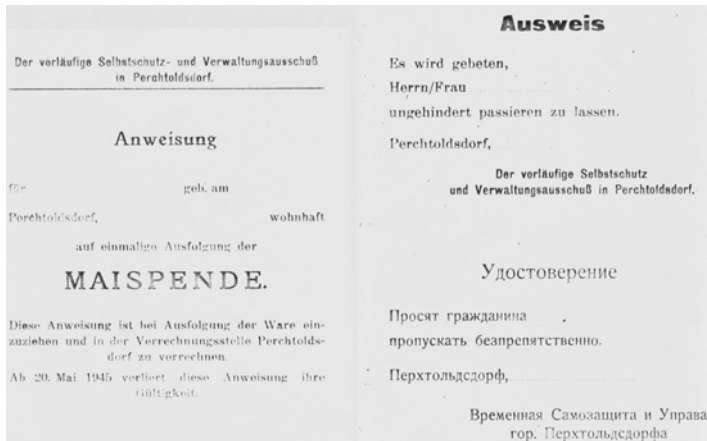 Der vorläufige Selbstschutz- und Verwaltungsausschuß
in Perchtoldsdorf.
Anweisung
für geb. am
Perchtoldsdorf, wohnhaft
auf einmalige Ausfolgung der
MAISPENDE.
Diese Anweisung ist bei Ausfolgung der Ware ein-
zuziehen und in der Verrechnungsstelle Perchtolds-
dorf zu verrechnen.
Ab 20. Mai 1945 verliert diese Anweisung ihre
Gültigkeit.
Ausweis
Es wird gebeten,
Herrn/Frau
ungehindert passieren zu lassen.
Perchtoldsdorf,
Der vorläufige Selbstschutz
und Verwaltungsausschuß in Perchtoldsdorf.
Удостоверение
Просят гражданина
пропускать безпрепятственно.
Перхтольдсдорф,
Временная Самозащита и Управа
гор. Перхтольдсдорфа